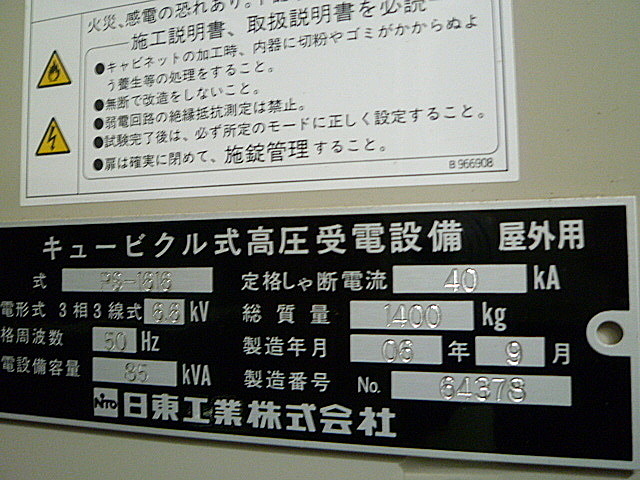 火災、感電の恐れあり。
施工説明書、取扱説明書を必読
●キャビネットの加工時、内器に切粉やゴミがかからぬよ
う養生等の処理をすること。
●無断で改造をしないこと。
●弱電回路の絶縁抵抗測定は禁止。
●試験完了後は、必ず所定のモードに正しく設定すること。
●扉は確実に閉めて、施錠管理すること。
B 966908
キュービクル式高圧受電設備 屋外用
式 PS-1616 定格しゃ断電流 40 kA
電形式 3相3線式 6.6 kV 総質量 1400 kg
格周波数 50 Hz 製造年月 06 年 9 月
電設備容量 85 kVA 製造番号 No. 64378
NITO 日東工業株式会社